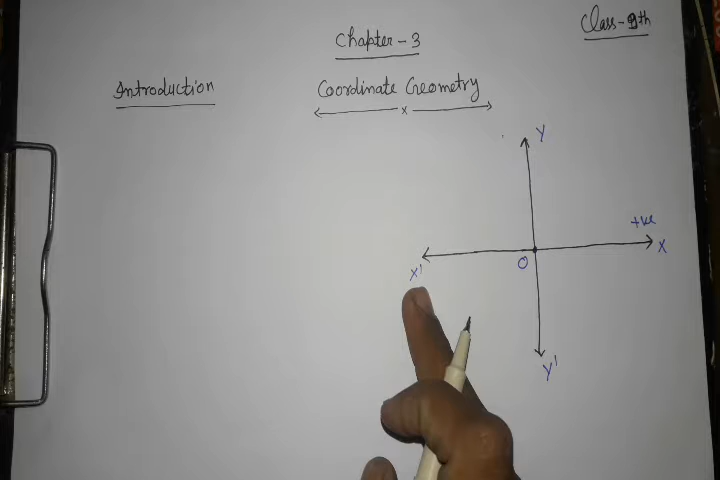 Class-9th
Chapter-3
Introduction
Coordinate Geometry
x
Y
+ve
X
O
X'
Y'